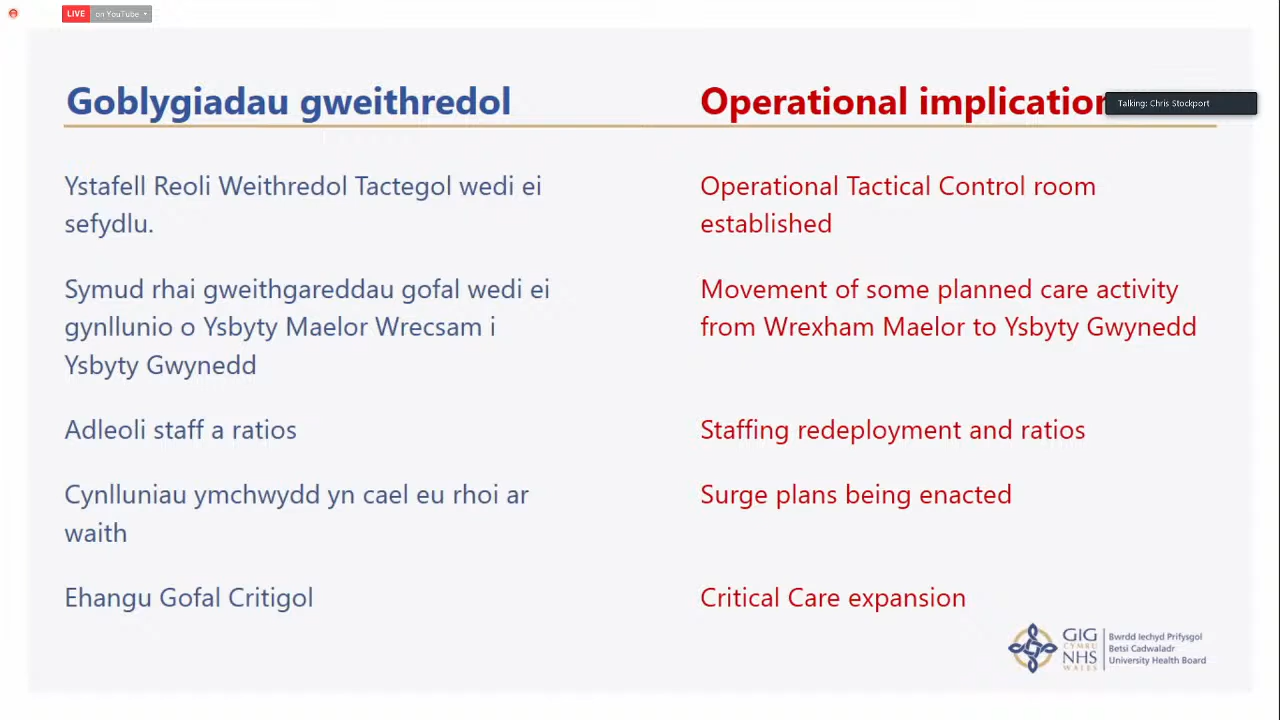 LIVE on YouTube
Goblygiadau gweithredol
Operational implication
Talking: Chris Stockport
Ystafell Reoli Weithredol Tactegol wedi ei
sefydlu.
Operational Tactical Control room
established
Symud rhai gweithgareddau gofal wedi ei
gynllunio o Ysbyty Maelor Wrecsam i
Ysbyty Gwynedd
Movement of some planned care activity
from Wrexham Maelor to Ysbyty Gwynedd
Adleoli staff a ratios
Staffing redeployment and ratios
Cynlluniau ymchwydd yn cael eu rhoi ar
waith
Surge plans being enacted
Ehangu Gofal Critigol
Critical Care expansion
GIG
CYMRU
NHS
WALES
Bwrdd Iechyd Prifysgol
Betsi Cadwaladr
University Health Board